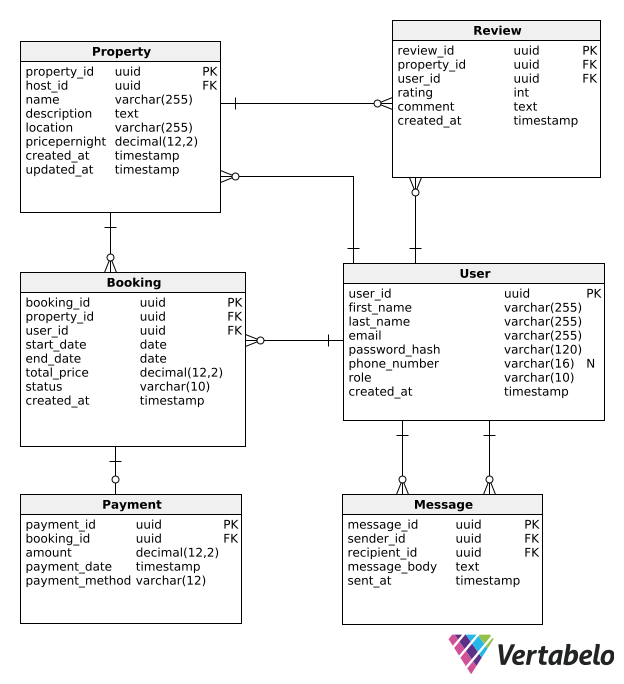 Property
property_id uuid PK
host_id uuid FK
name varchar(255)
description text
location varchar(255)
pricepernight decimal(12,2)
created_at timestamp
updated_at timestamp
Review
review_id uuid PK
property_id uuid FK
user_id uuid FK
rating int
comment text
created_at timestamp
Booking
booking_id uuid PK
property_id uuid FK
user_id uuid FK
start_date date
end_date date
total_price decimal(12,2)
status varchar(10)
created_at timestamp
User
user_id uuid PK
first_name varchar(255)
last_name varchar(255)
email varchar(255)
password_hash varchar(120)
phone_number varchar(16) N
role varchar(10)
created_at timestamp
Payment
payment_id uuid PK
booking_id uuid FK
amount decimal(12,2)
payment_date timestamp
payment_method varchar(12)
Message
message_id uuid PK
sender_id uuid FK
recipient_id uuid FK
message_body text
sent_at timestamp
Vertabelo